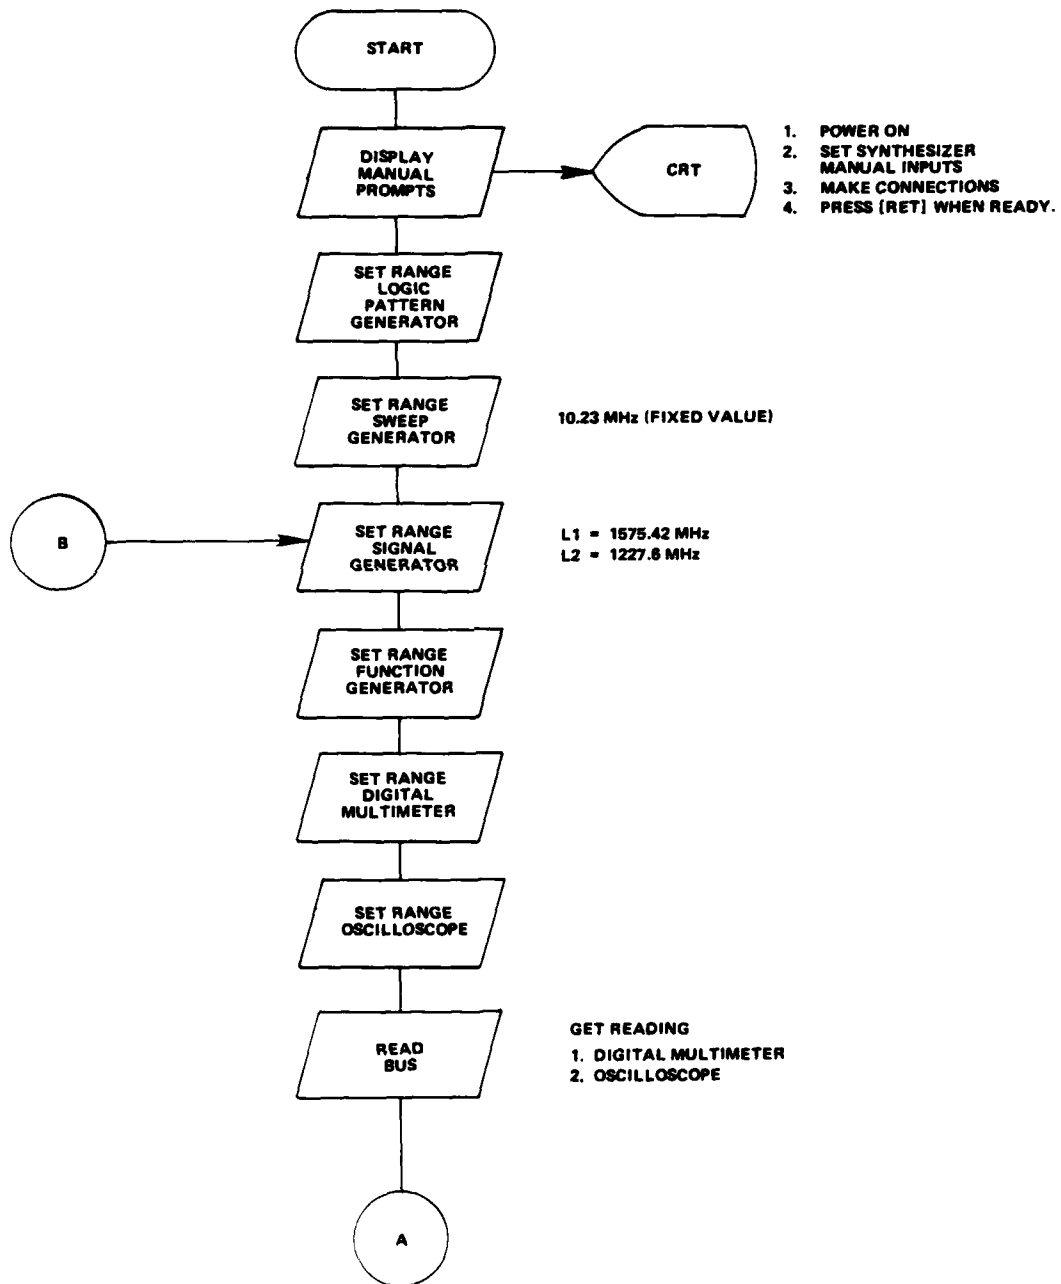 START
DISPLAY
MANUAL
PROMPTS
CRT
1. POWER ON
2. SET SYNTHESIZER
MANUAL INPUTS
3. MAKE CONNECTIONS
4. PRESS [RET] WHEN READY.
SET RANGE
LOGIC
PATTERN
GENERATOR
SET RANGE
SWEEP
GENERATOR
10.23 MHz (FIXED VALUE)
B
SET RANGE
SIGNAL
GENERATOR
L1 = 1575.42 MHz
L2 = 1227.6 MHz
SET RANGE
FUNCTION
GENERATOR
SET RANGE
DIGITAL
MULTIMETER
SET RANGE
OSCILLOSCOPE
READ
BUS
GET READING
1. DIGITAL MULTIMETER
2. OSCILLOSCOPE
A